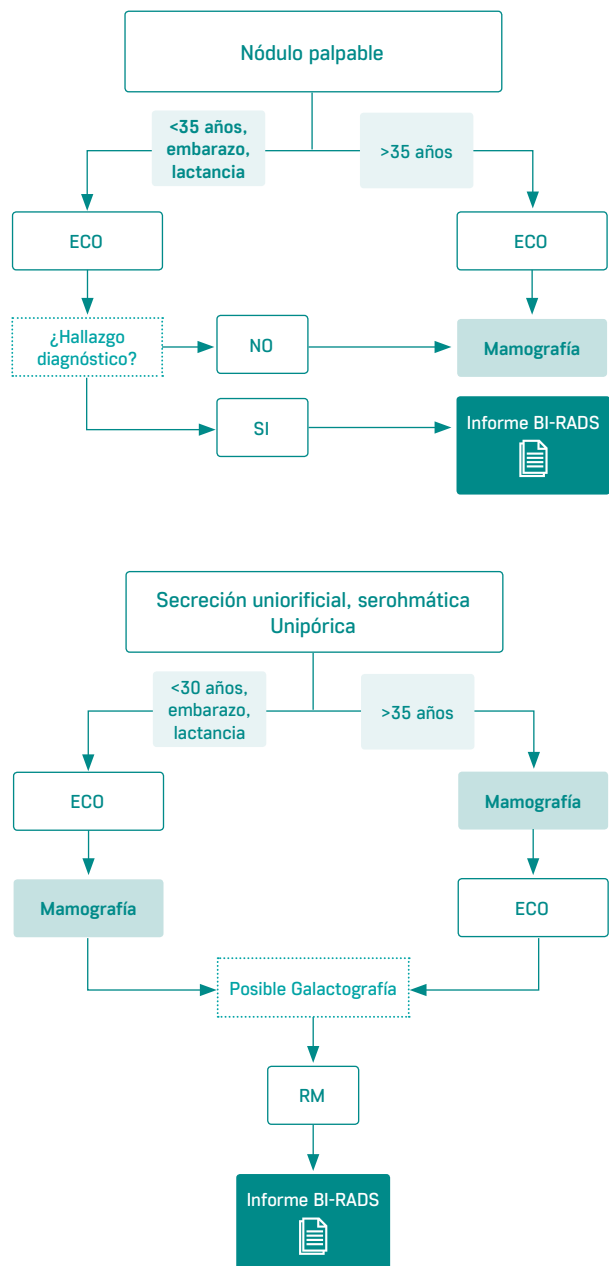 Nódulo palpable
<35 años,
embarazo,
lactancia
>35 años
ECO
ECO
¿Hallazgo
diagnóstico?
NO
Mamografía
SI
Informe BI-RADS
Secreción uniorificial, serohmática
Unipórica
<30 años,
embarazo,
lactancia
>35 años
ECO
Mamografía
Mamografía
ECO
Posible Galactografía
RM
Informe BI-RADS